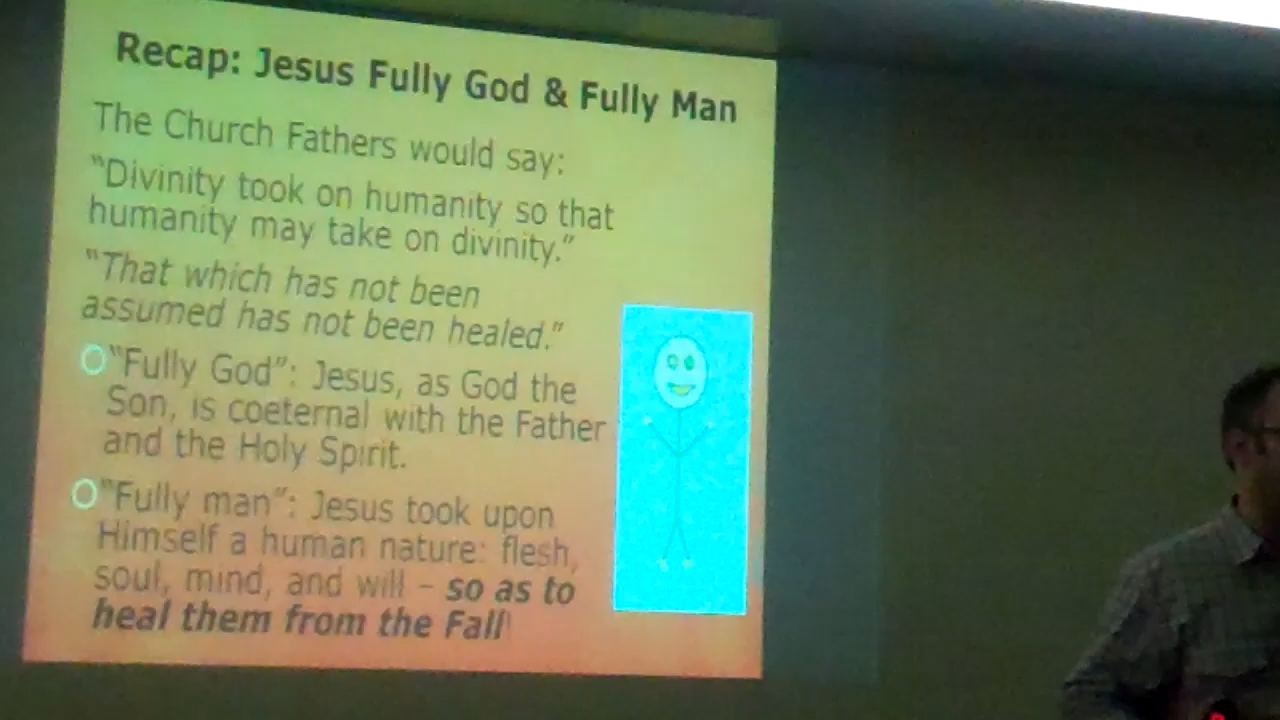 Recap: Jesus Fully God & Fully Man
The Church Fathers would say:
"Divinity took on humanity so that
humanity may take on divinity."
"That which has not been
assumed has not been healed."
"Fully God": Jesus, as God the
Son, is coeternal with the Father
and the Holy Spirit.
"Fully man": Jesus took upon
Himself a human nature: flesh,
soul, mind, and will – so as to
heal them from the Fall!